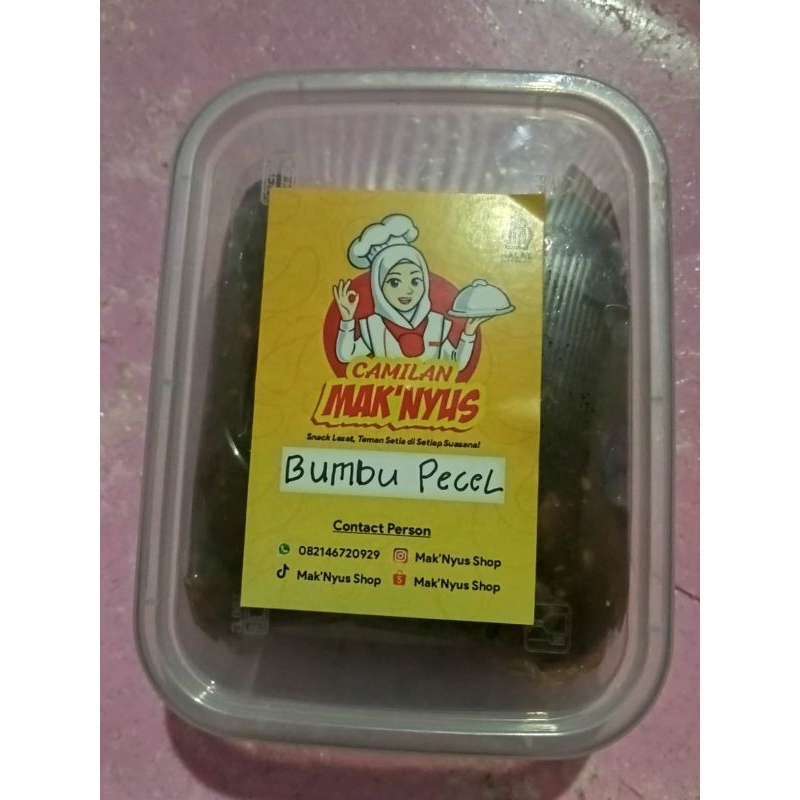 HALAL
CAMILAN
MAK'NYUS
Snack Lezat, Teman Setia di Setiap Suasana!
Bumbu Pecel
Contact Person
082146720929 Mak'Nyus Shop
Mak'Nyus Shop Mak'Nyus Shop